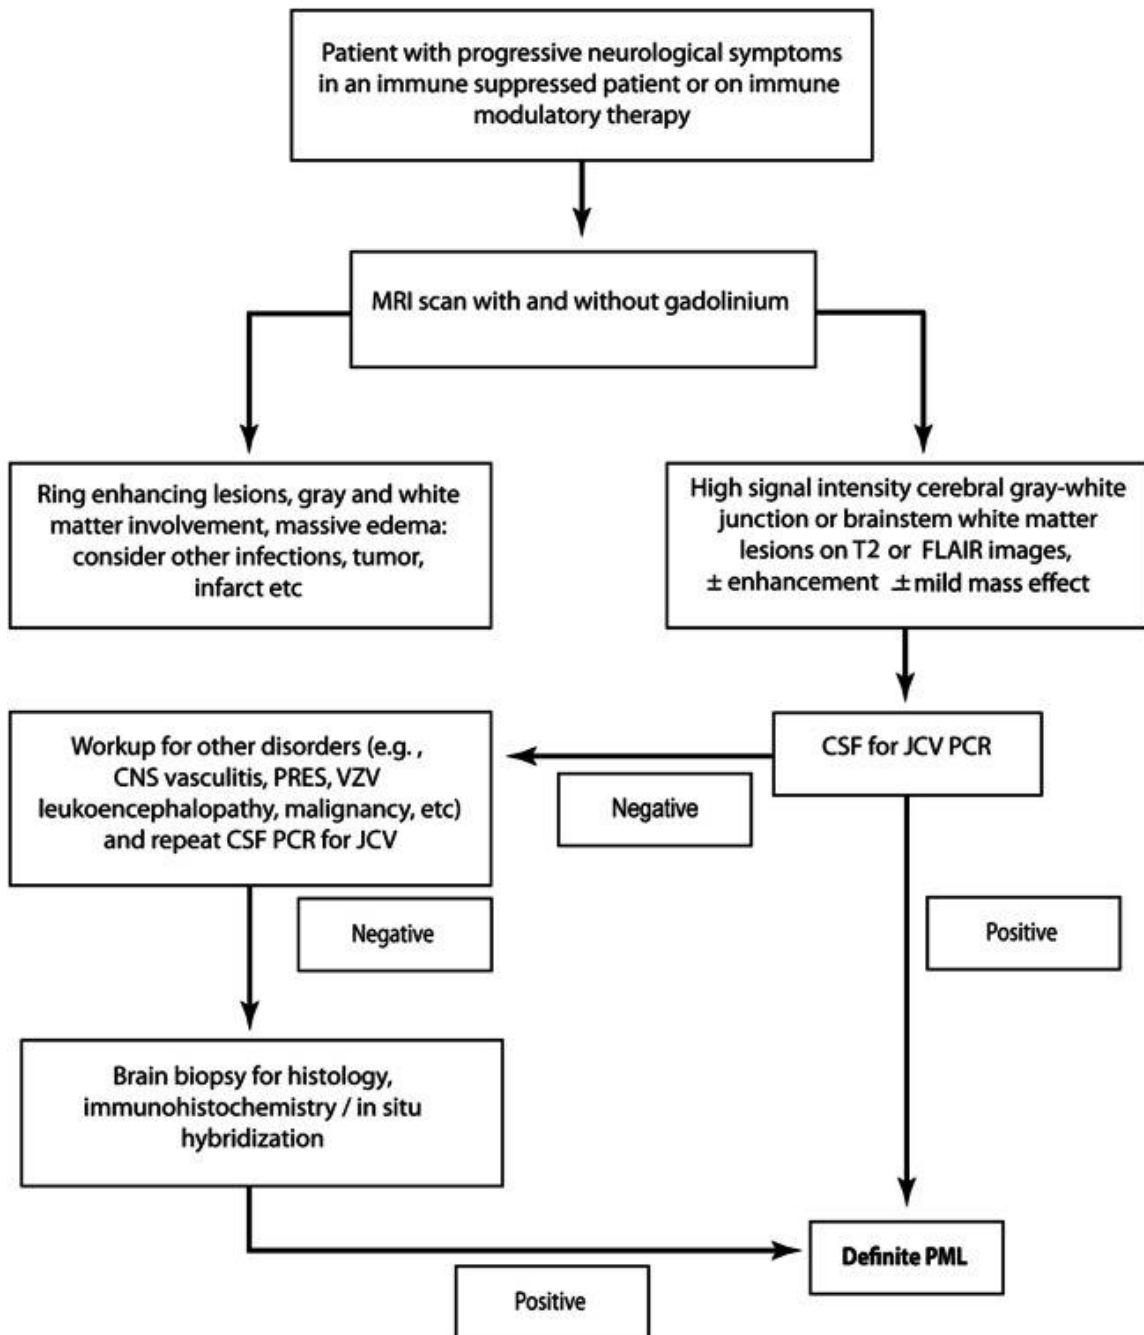 Patient with progressive neurological symptoms
in an immune suppressed patient or on immune
modulatory therapy
MRI scan with and without gadolinium
Ring enhancing lesions, gray and white
matter involvement, massive edema:
consider other infections, tumor,
infarct etc
High signal intensity cerebral gray-white
junction or brainstem white matter
lesions on T2 or FLAIR images,
± enhancement ± mild mass effect
CSF for JCV PCR
Negative
Workup for other disorders (e.g. ,
CNS vasculitis, PRES, VZV
leukoencephalopathy, malignancy, etc)
and repeat CSF PCR for JCV
Negative
Positive
Brain biopsy for histology,
immunohistochemistry / in situ
hybridization
Definite PML
Positive